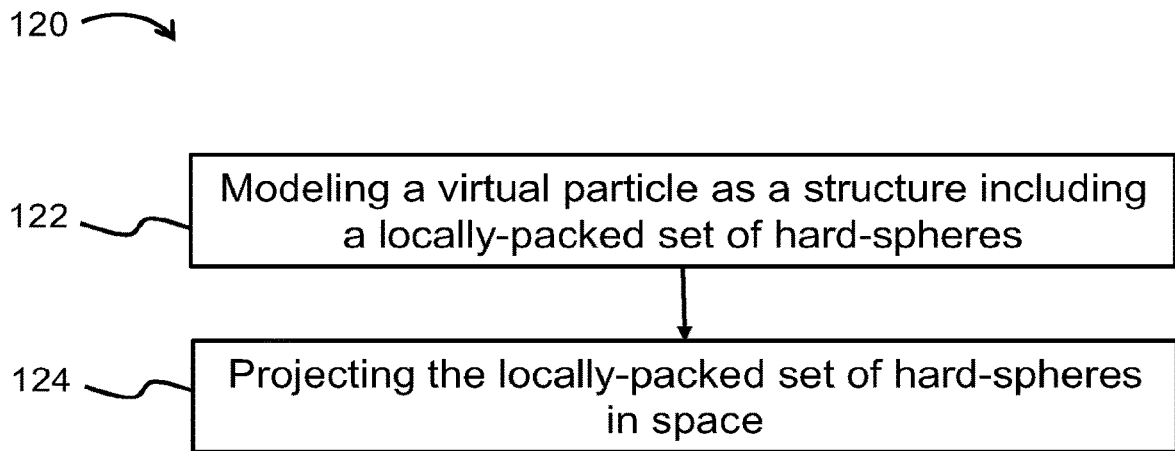 120
122
Modeling a virtual particle as a structure including
a locally-packed set of hard-spheres
124
Projecting the locally-packed set of hard-spheres
in space